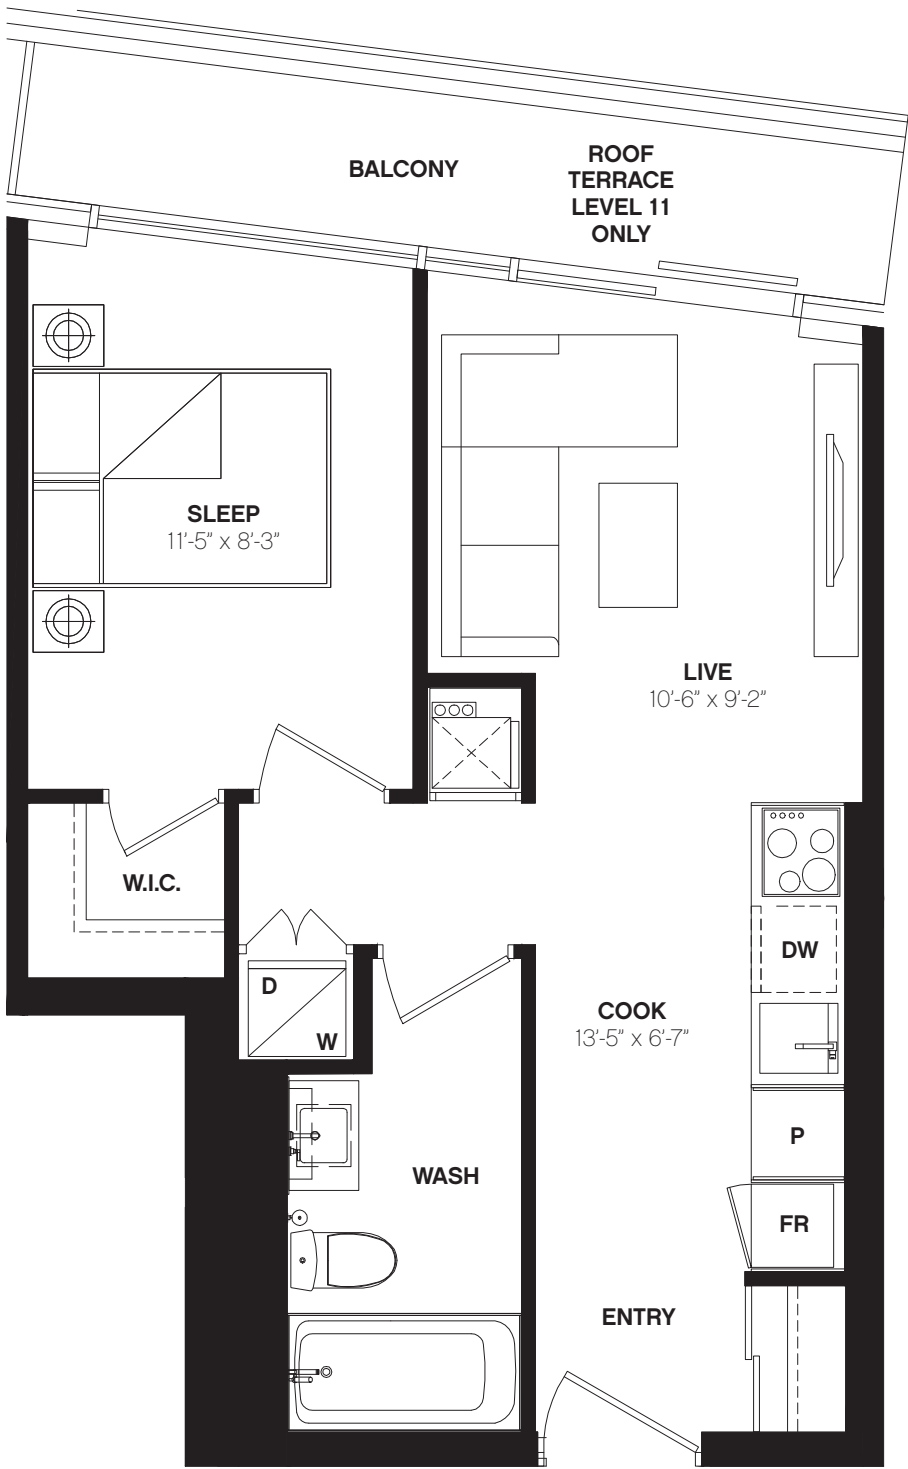 BALCONY
ROOF
TERRACE
LEVEL 11
ONLY
SLEEP
11'-5" x 8'-3"
LIVE
10'-6" x 9'-2"
W.I.C.
DW
D
W
COOK
13'-5" x 6'-7"
P
WASH
FR
ENTRY